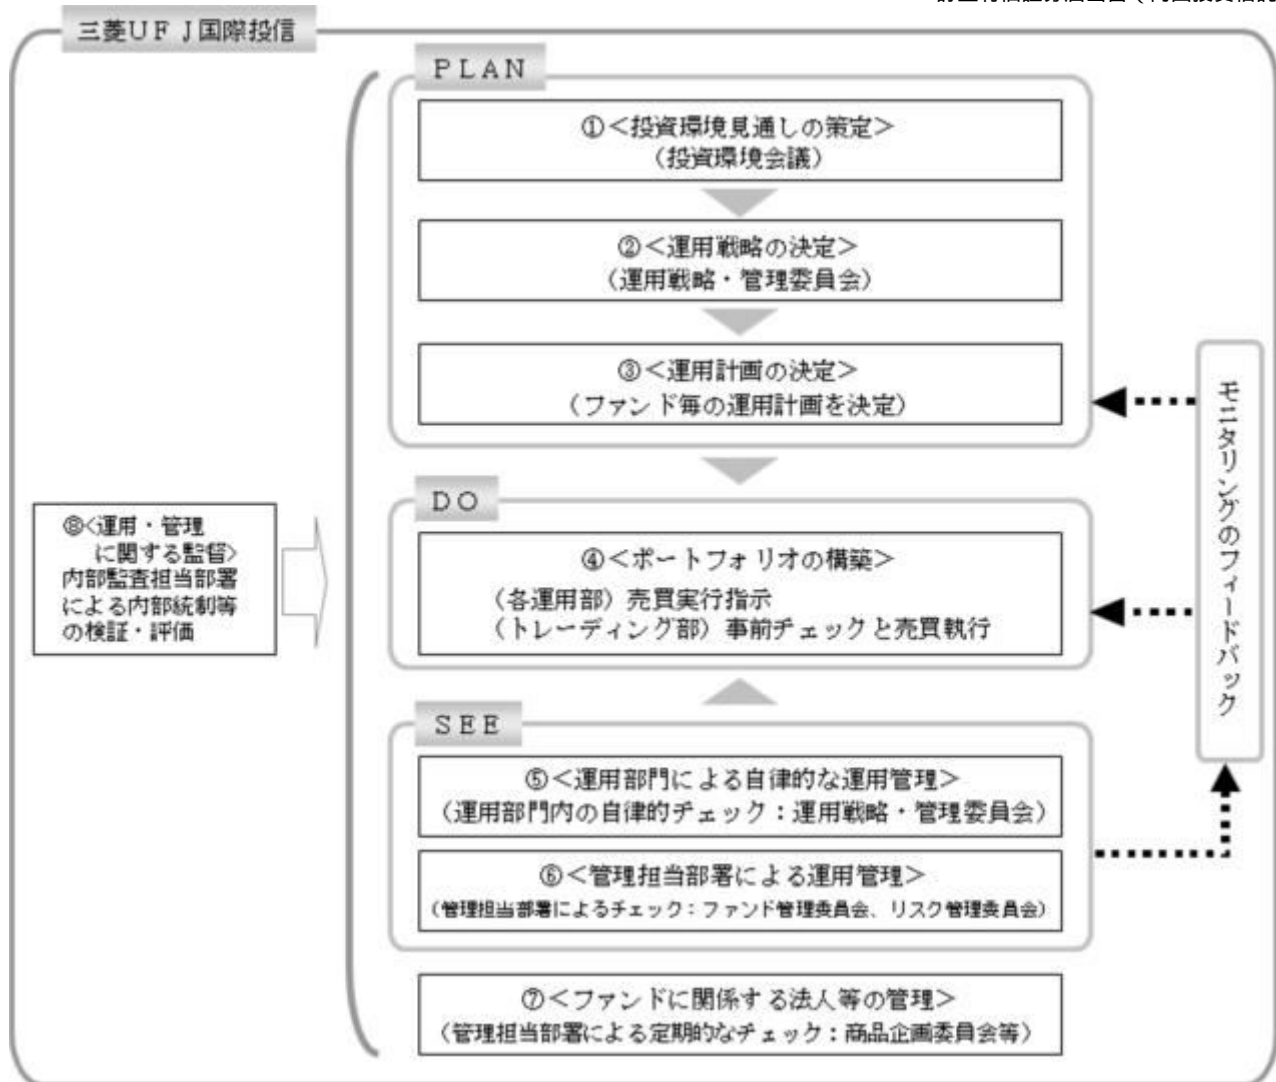 三菱ＵＦＪ国際投信
ＰＬＡＮ
①＜投資環境見通しの策定＞
（投資環境会議）
②＜運用戦略の決定＞
（運用戦略・管理委員会）
③＜運用計画の決定＞
（ファンド毎の運用計画を決定）
ＤＯ
④＜ポートフォリオの構築＞
（各運用部）売買実行指示
（トレーディング部）事前チェックと売買執行
ＳＥＥ
⑤＜運用部門による自律的な運用管理＞
（運用部門内の自律的チェック：運用戦略・管理委員会）
⑥＜管理担当部署による運用管理＞
（管理担当部署によるチェック：ファンド管理委員会、リスク管理委員会）
⑦＜ファンドに関係する法人等の管理＞
（管理担当部署による定期的なチェック：商品企画委員会等）
⑧＜運用・管理
に関する監督＞
内部監査担当部署
による内部統制等
の検証・評価
モニタリングのフィードバック